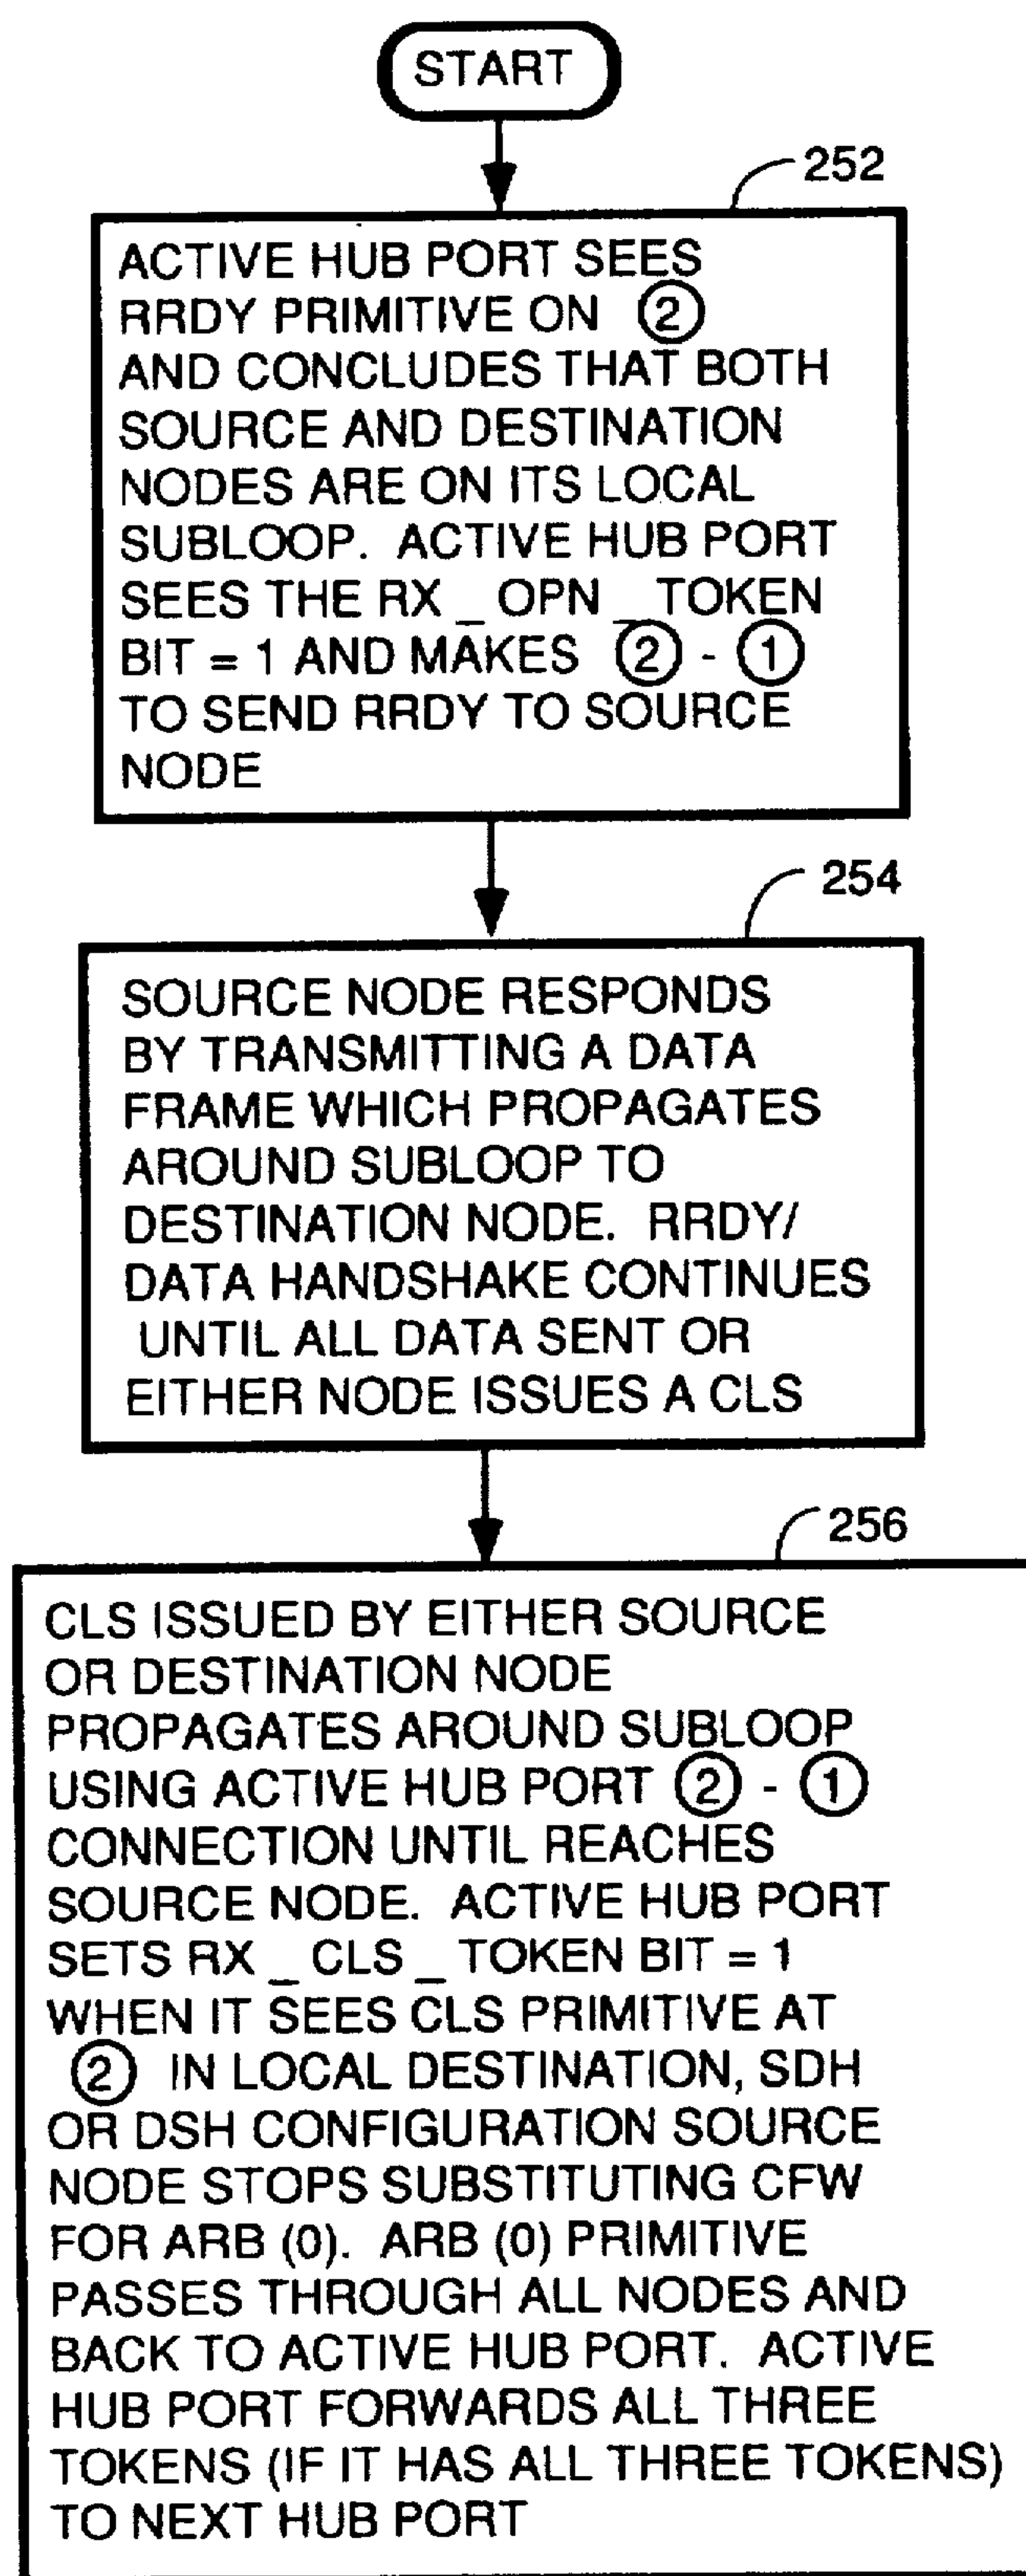 START
252
ACTIVE HUB PORT SEES
RRDY PRIMITIVE ON ②
AND CONCLUDES THAT BOTH
SOURCE AND DESTINATION
NODES ARE ON ITS LOCAL
SUBLOOP. ACTIVE HUB PORT
SEES THE RX _ OPN _ TOKEN
BIT = 1 AND MAKES ② - ①
TO SEND RRDY TO SOURCE
NODE
254
SOURCE NODE RESPONDS
BY TRANSMITTING A DATA
FRAME WHICH PROPAGATES
AROUND SUBLOOP TO
DESTINATION NODE. RRDY/
DATA HANDSHAKE CONTINUES
UNTIL ALL DATA SENT OR
EITHER NODE ISSUES A CLS
256
CLS ISSUED BY EITHER SOURCE
OR DESTINATION NODE
PROPAGATES AROUND SUBLOOP
USING ACTIVE HUB PORT ② - ①
CONNECTION UNTIL REACHES
SOURCE NODE. ACTIVE HUB PORT
SETS RX _ CLS _ TOKEN BIT = 1
WHEN IT SEES CLS PRIMITIVE AT
② IN LOCAL DESTINATION, SDH
OR DSH CONFIGURATION SOURCE
NODE STOPS SUBSTITUTING CFW
FOR ARB (0). ARB (0) PRIMITIVE
PASSES THROUGH ALL NODES AND
BACK TO ACTIVE HUB PORT. ACTIVE
HUB PORT FORWARDS ALL THREE
TOKENS (IF IT HAS ALL THREE TOKENS)
TO NEXT HUB PORT